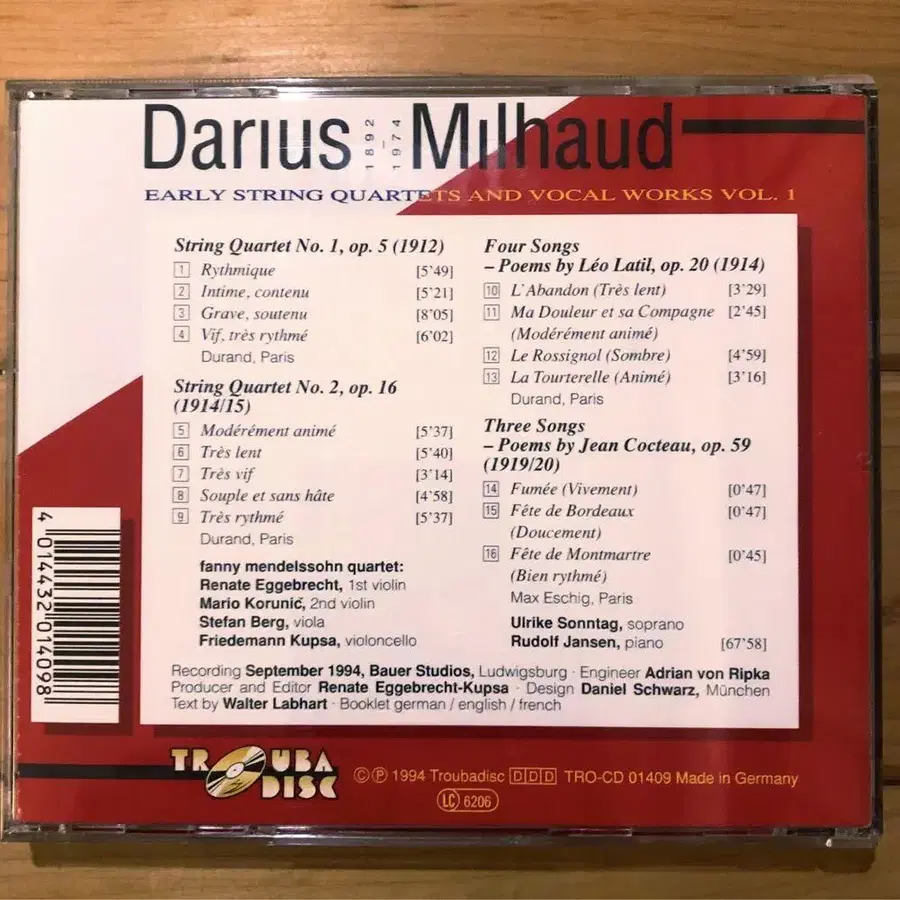 Darius 1892 - 1974 Milhaud
EARLY STRING QUARTETS AND VOCAL WORKS VOL. 1
String Quartet No. 1, op. 5 (1912)
1 Rythmique [5'49]
2 Intime, contenu [5'21]
3 Grave, soutenu [8'05]
4 Vif, très rythmé [6'02]
Durand, Paris
String Quartet No. 2, op. 16
(1914/15)
5 Modérément animé [5'37]
6 Très lent [5'40]
7 Très vif [3'14]
8 Souple et sans hâte [4'58]
9 Très rythmé [5'37]
Durand, Paris
fanny mendelssohn quartet:
Renate Eggebrecht, 1st violin
Mario Korunić, 2nd violin
Stefan Berg, viola
Friedemann Kupsa, violoncello
Four Songs
– Poems by Léo Latil, op. 20 (1914)
10 L'Abandon (Très lent) [3'29]
11 Ma Douleur et sa Compagne [2'45]
(Modérément animé)
12 Le Rossignol (Sombre) [4'59]
13 La Tourterelle (Animé) [3'16]
Durand, Paris
Three Songs
– Poems by Jean Cocteau, op. 59
(1919/20)
14 Fumée (Vivement) [0'47]
15 Fête de Bordeaux [0'47]
(Doucement)
16 Fête de Montmartre [0'45]
(Bien rythmé)
Max Eschig, Paris
Ulrike Sonntag, soprano
Rudolf Jansen, piano [67'58]
Recording September 1994, Bauer Studios, Ludwigsburg · Engineer Adrian von Ripka
Producer and Editor Renate Eggebrecht-Kupsa · Design Daniel Schwarz, München
Text by Walter Labhart · Booklet german / english / french
4 014432 014098
TROUBA
DISC
© ℗ 1994 Troubadisc DDD TRO-CD 01409 Made in Germany
LC 6206